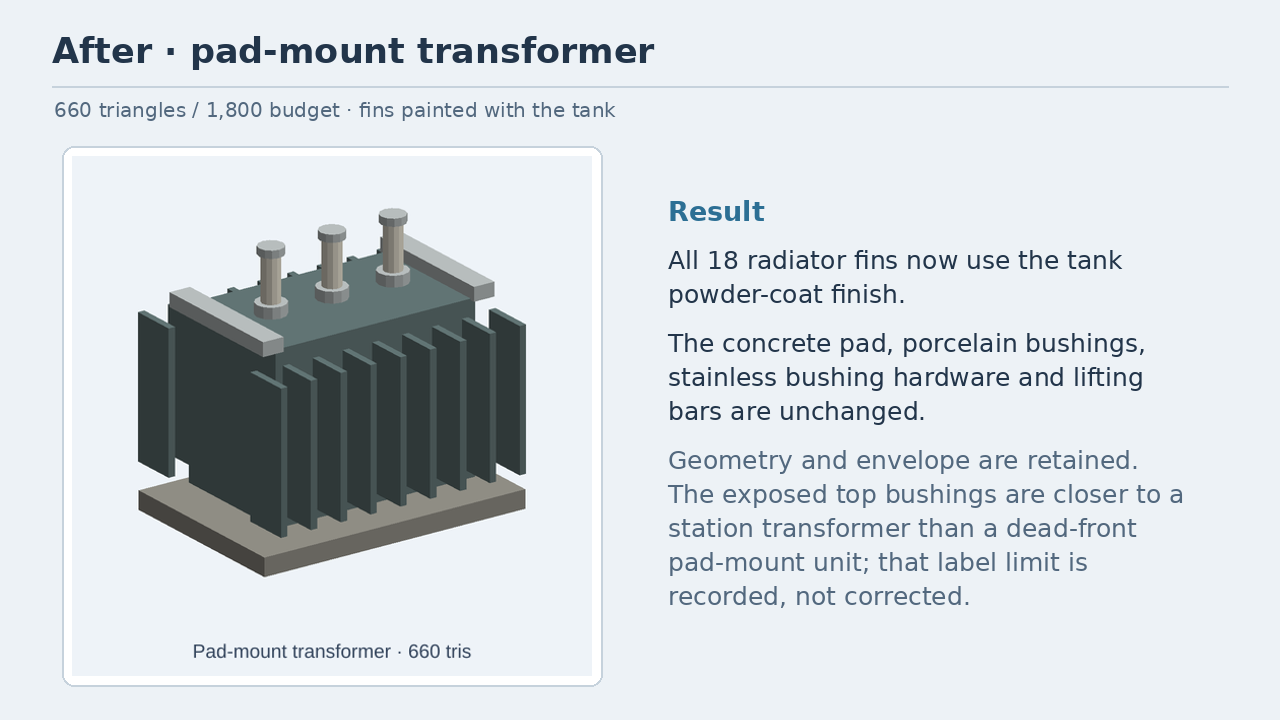 After · pad-mount transformer
660 triangles / 1,800 budget · fins painted with the tank
Pad-mount transformer · 660 tris
Result
All 18 radiator fins now use the tank
powder-coat finish.
The concrete pad, porcelain bushings,
stainless bushing hardware and lifting
bars are unchanged.
Geometry and envelope are retained.
The exposed top bushings are closer to a
station transformer than a dead-front
pad-mount unit; that label limit is
recorded, not corrected.